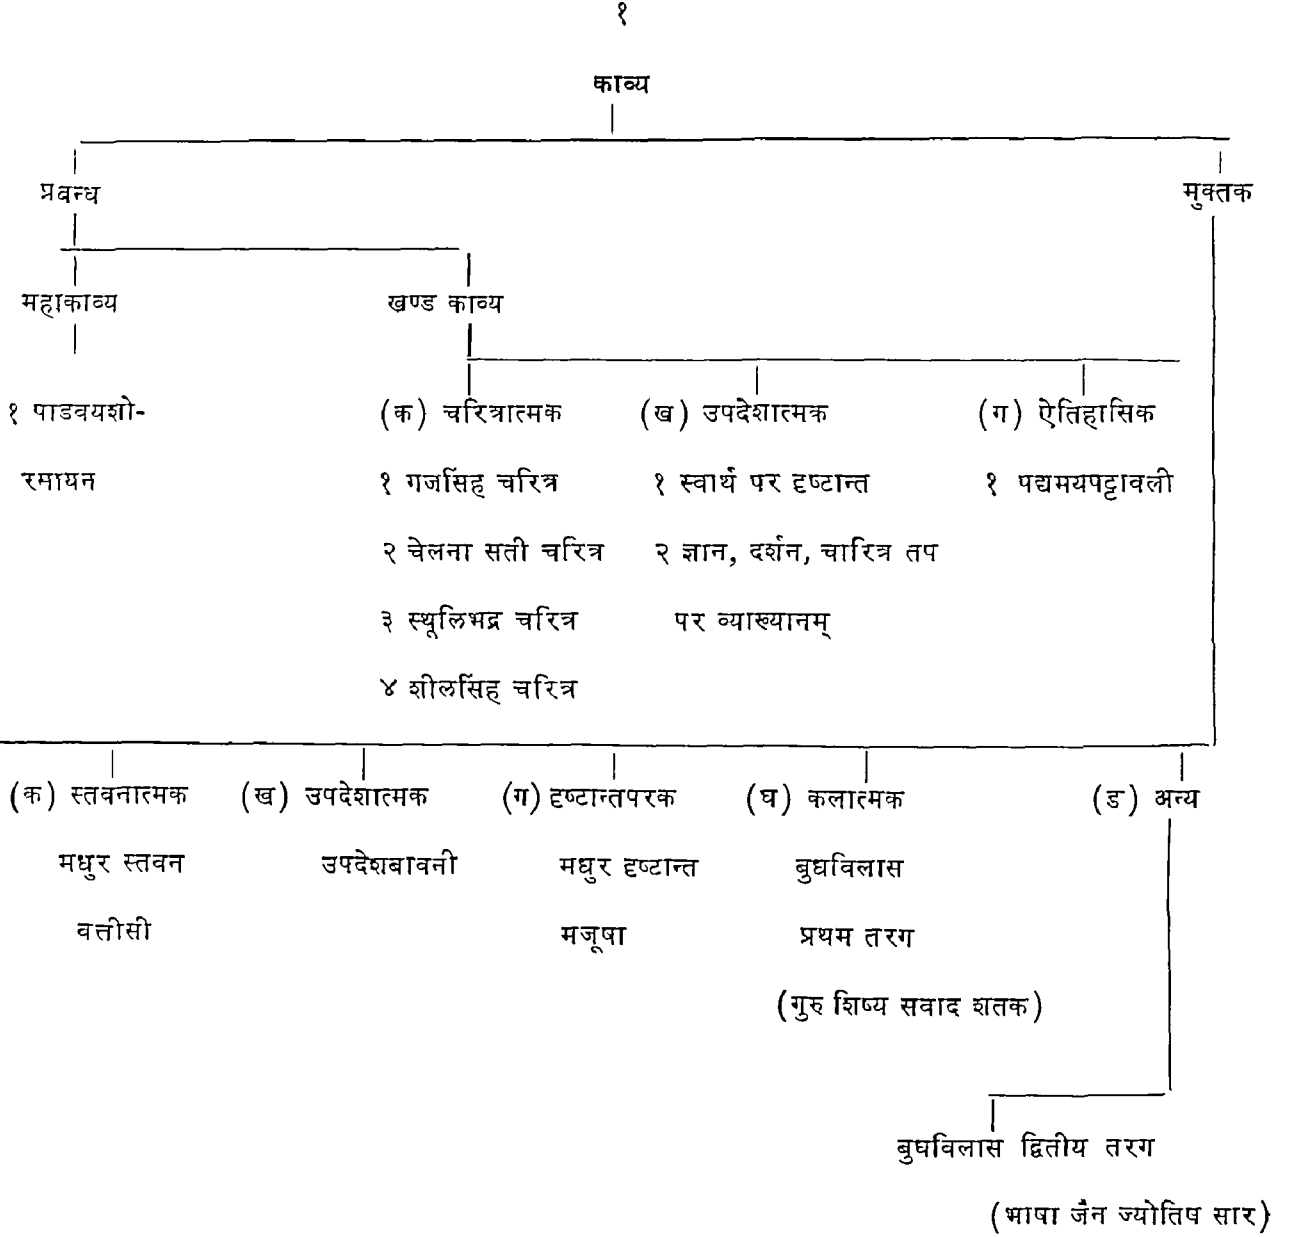 १
काव्य
प्रबन्ध
मुक्तक
महाकाव्य
खण्ड काव्य
१ पाडवयशो-
रमायन
(क) चरित्रात्मक
१ गजसिंह चरित्र
२ चेलना सती चरित्र
३ स्थूलिभद्र चरित्र
४ शीलसिंह चरित्र
(ख) उपदेशात्मक
१ स्वार्थ पर दृष्टान्त
२ ज्ञान, दर्शन, चारित्र तप
पर व्याख्यानम्
(ग) ऐतिहासिक
१ पद्यमयपट्टावली
(क) स्तवनात्मक
मधुर स्तवन
वत्तीसी
(ख) उपदेशात्मक
उपदेशबावनी
(ग) दृष्टान्तपरक
मधुर दृष्टान्त
मजूषा
(घ) कलात्मक
बुधविलास
प्रथम तरग
(गुरु शिष्य सवाद शतक)
(ड) अन्य
बुधविलास द्वितीय तरग
(भाषा जैन ज्योतिष सार)